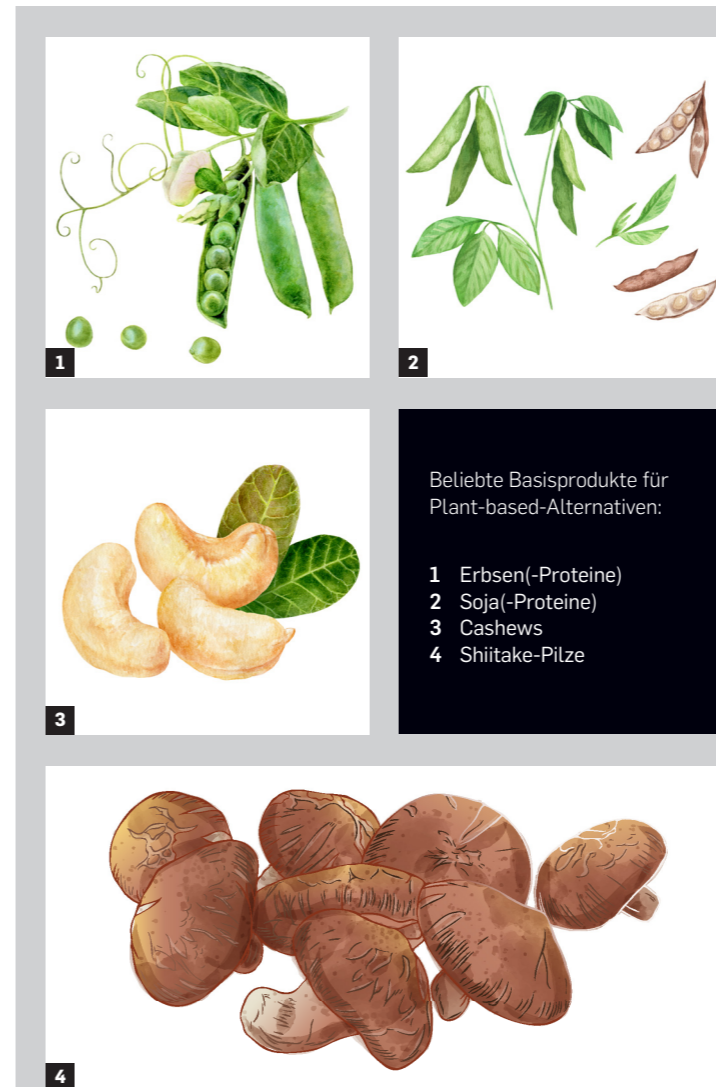 1
2
3
Beliebte Basisprodukte für
Plant-based-Alternativen:
1 Erbsen(-Proteine)
2 Soja(-Proteine)
3 Cashews
4 Shiitake-Pilze
4